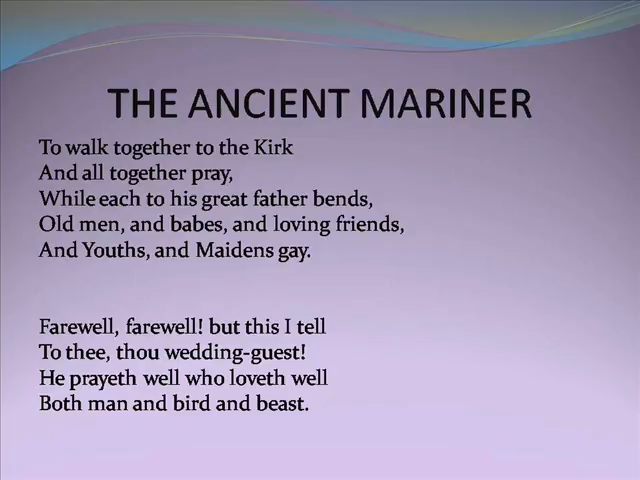 THE ANCIENT MARINER
To walk together to the Kirk
And all together pray,
While each to his great father bends,
Old men, and babes, and loving friends,
And Youths, and Maidens gay.
Farewell, farewell! but this I tell
To thee, thou wedding-guest!
He prayeth well who loveth well
Both man and bird and beast.